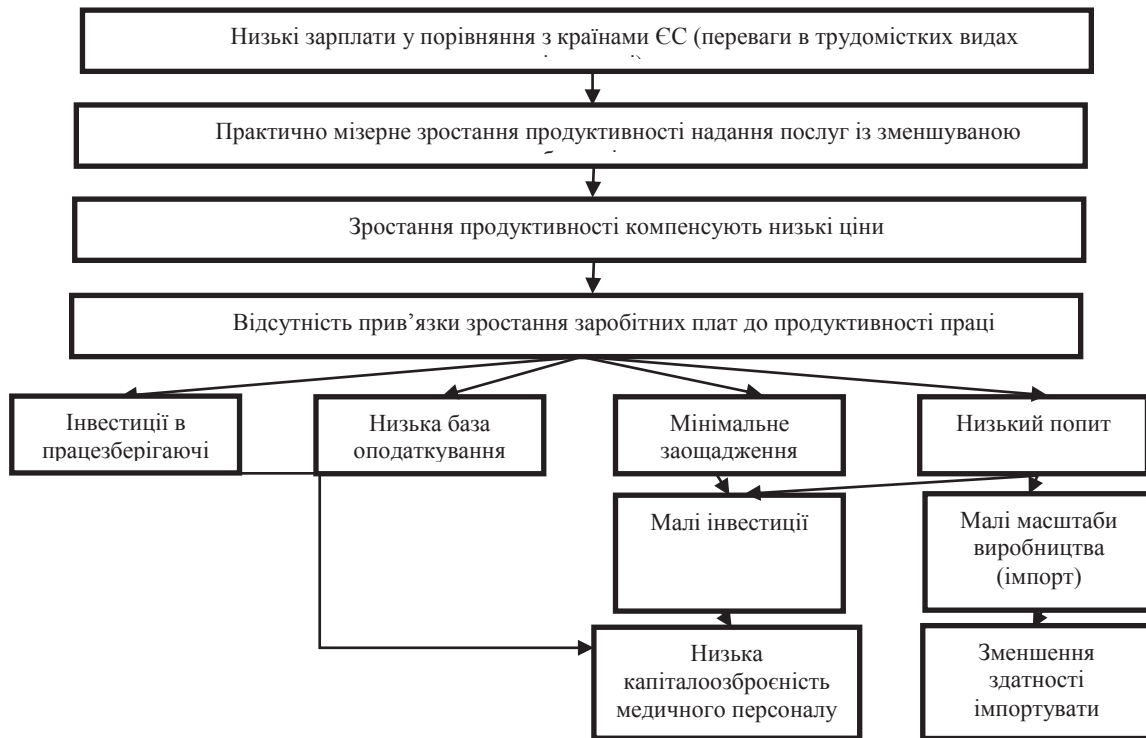 Низькі зарплати у порівняння з країнами ЄС (переваги в трудомістких видах
Практично мізерне зростання продуктивності надання послуг із зменшуваною
Зростання продуктивності компенсують низькі ціни
Відсутність прив’язки зростання заробітних плат до продуктивності праці
Інвестиції в
працезберігаючі
Низька база
оподаткування
Мінімальне
заощадження
Низький попит
Малі інвестиції
Малі масштаби
виробництва
(імпорт)
Низька
капіталоозброєність
медичного персоналу
Зменшення
здатності
імпортувати